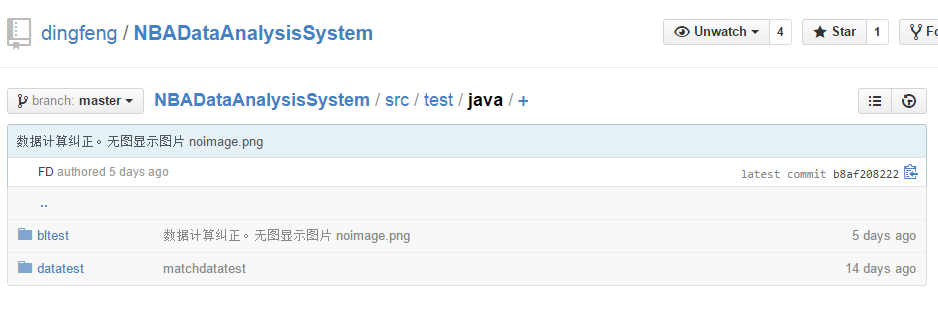 dingfeng / NBADataAnalysisSystem Unwatch 4 Star 1 Fo
branch: master NBADataAnalysisSystem / src / test / java / +
数据计算纠正。无图显示图片 noimage.png
FD authored 5 days ago latest commit b8af208222
..
bltest 数据计算纠正。无图显示图片 noimage.png 5 days ago
datatest matchdatatest 14 days ago